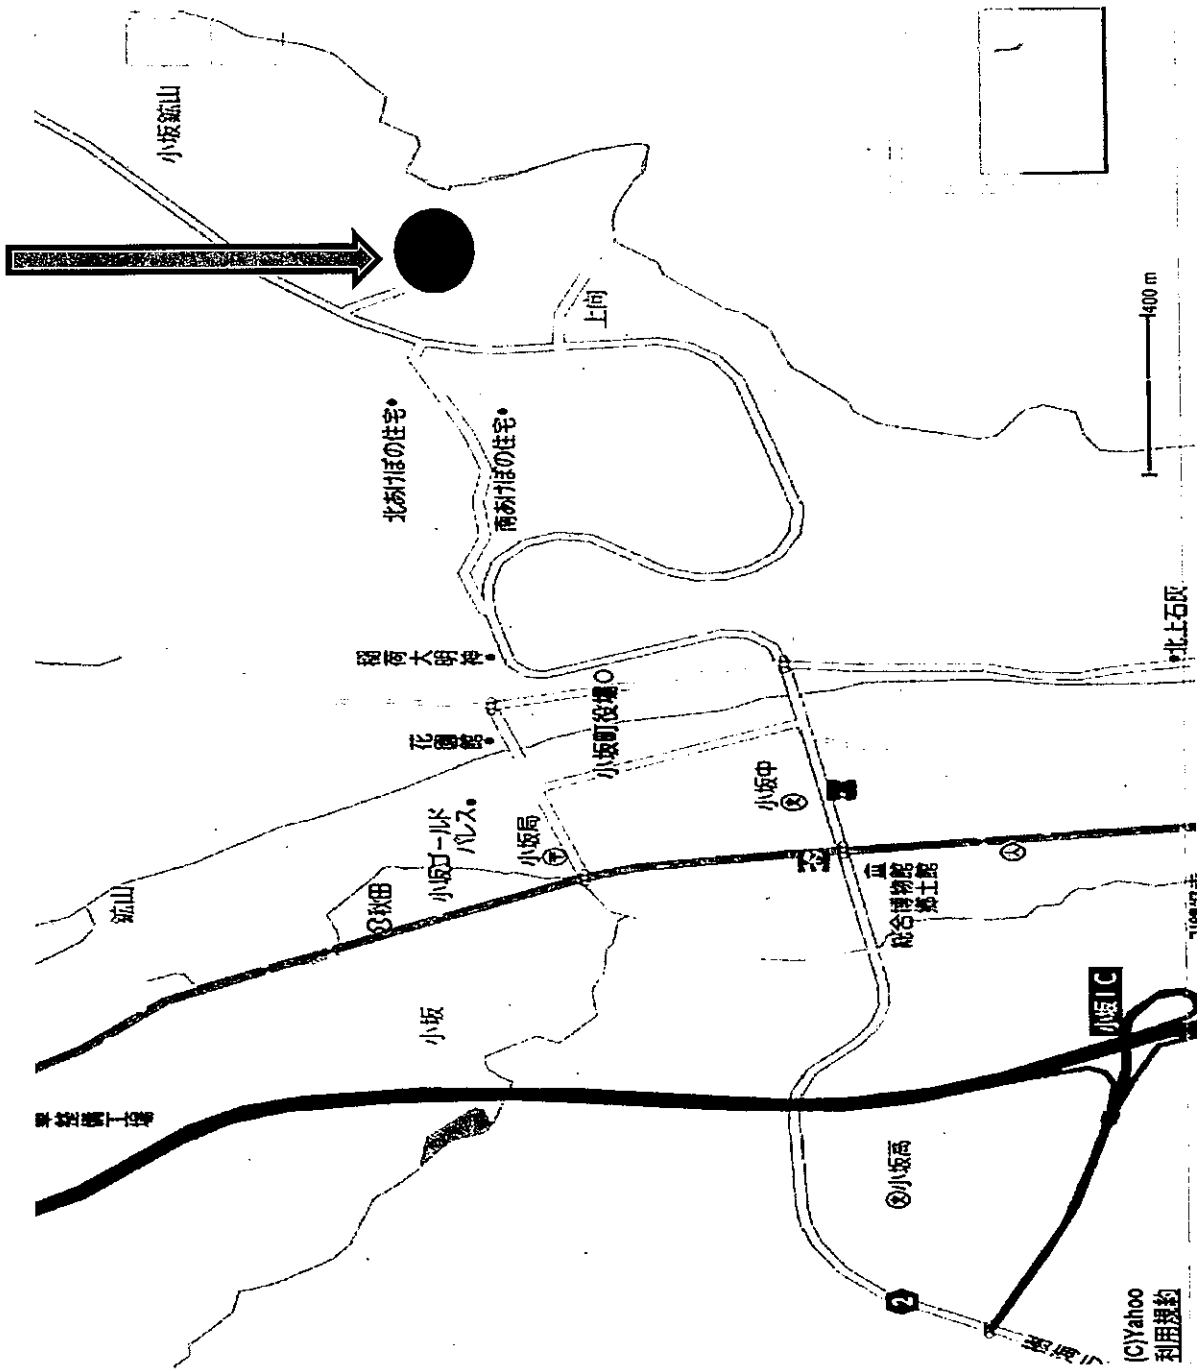 小坂鉱山
北あけぼの住宅
南あけぼの住宅
上向
稲荷大明神
花園館
小坂町役場
小坂ゴールド
パレス
小坂局
小坂中
鉱山
秋田
小坂
総合博物館
郷土館
小坂IC
小坂高
2
北上石灰
400 m
(C)Yahoo
利用規約